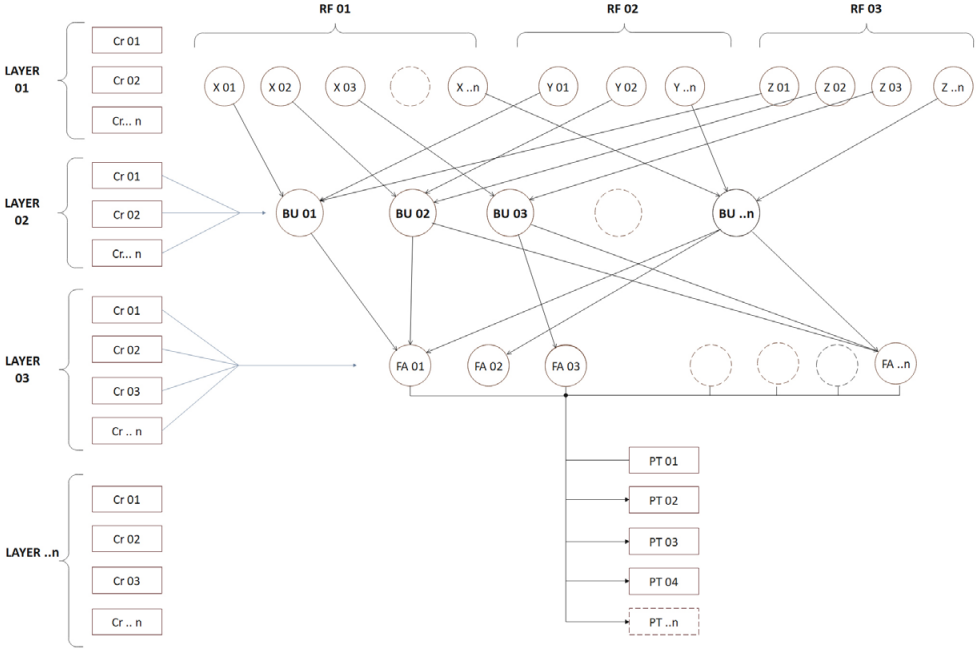 RF 01
RF 02
RF 03
LAYER
01
Cr 01
Cr 02
Cr... n
X 01
X 02
X 03
X ..n
Y 01
Y 02
Y ..n
Z 01
Z 02
Z 03
Z ..n
LAYER
02
Cr 01
Cr 02
Cr... n
BU 01
BU 02
BU 03
BU ..n
LAYER
03
Cr 01
Cr 02
Cr 03
Cr .. n
FA 01
FA 02
FA 03
FA ..n
LAYER ..n
Cr 01
Cr 02
Cr 03
Cr .. n
PT 01
PT 02
PT 03
PT 04
PT ..n